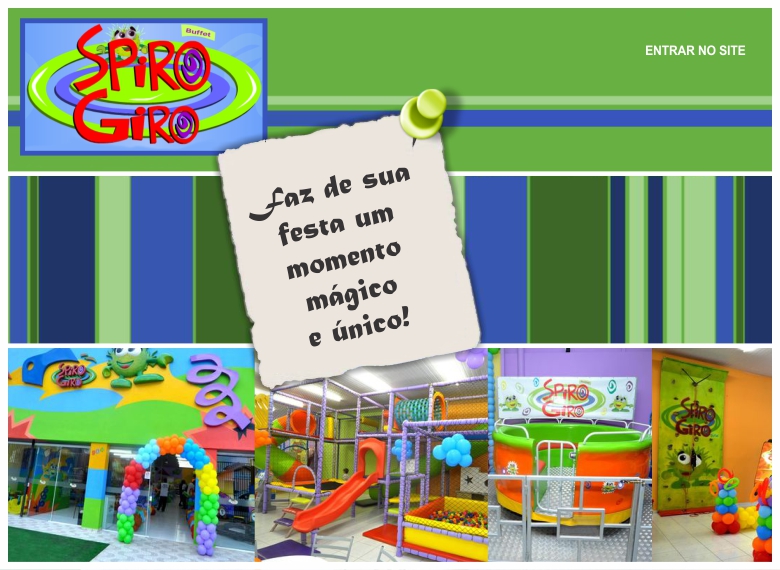 Buffet
SPiRO
GiRO
ENTRAR NO SITE
Faz de sua
festa um
momento
mágico
e único!
SPiRO
GiRO
SPiRO
GiRO
SPiRO
GiRO